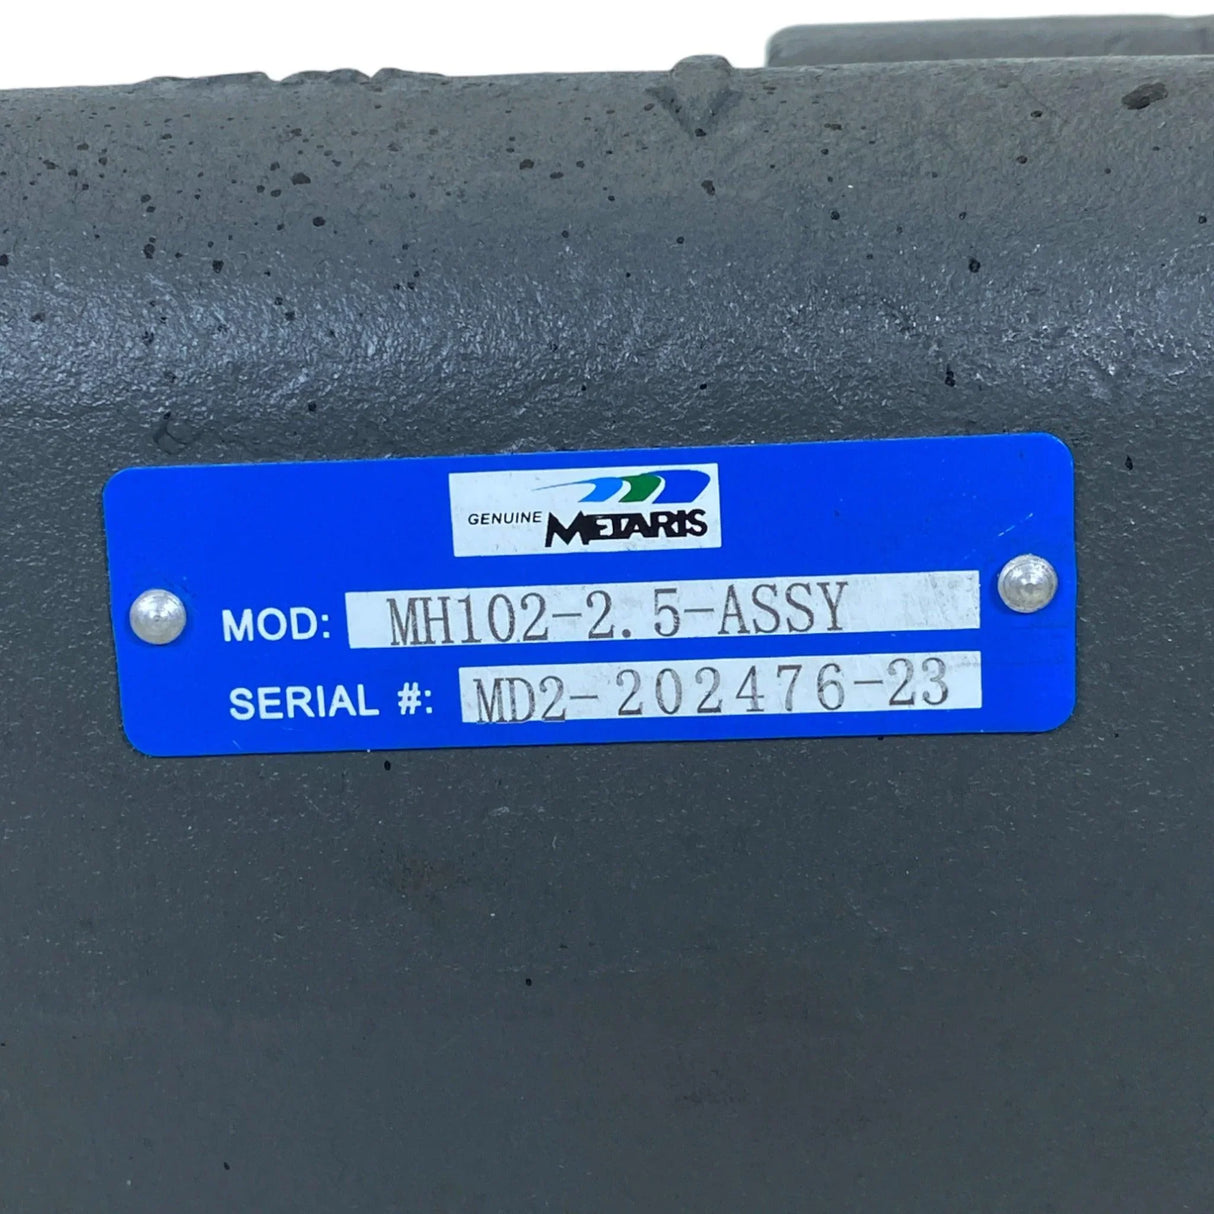 GENUINE METARIS
MOD: MH102-2.5-ASSY
SERIAL #: MD2-202476-23